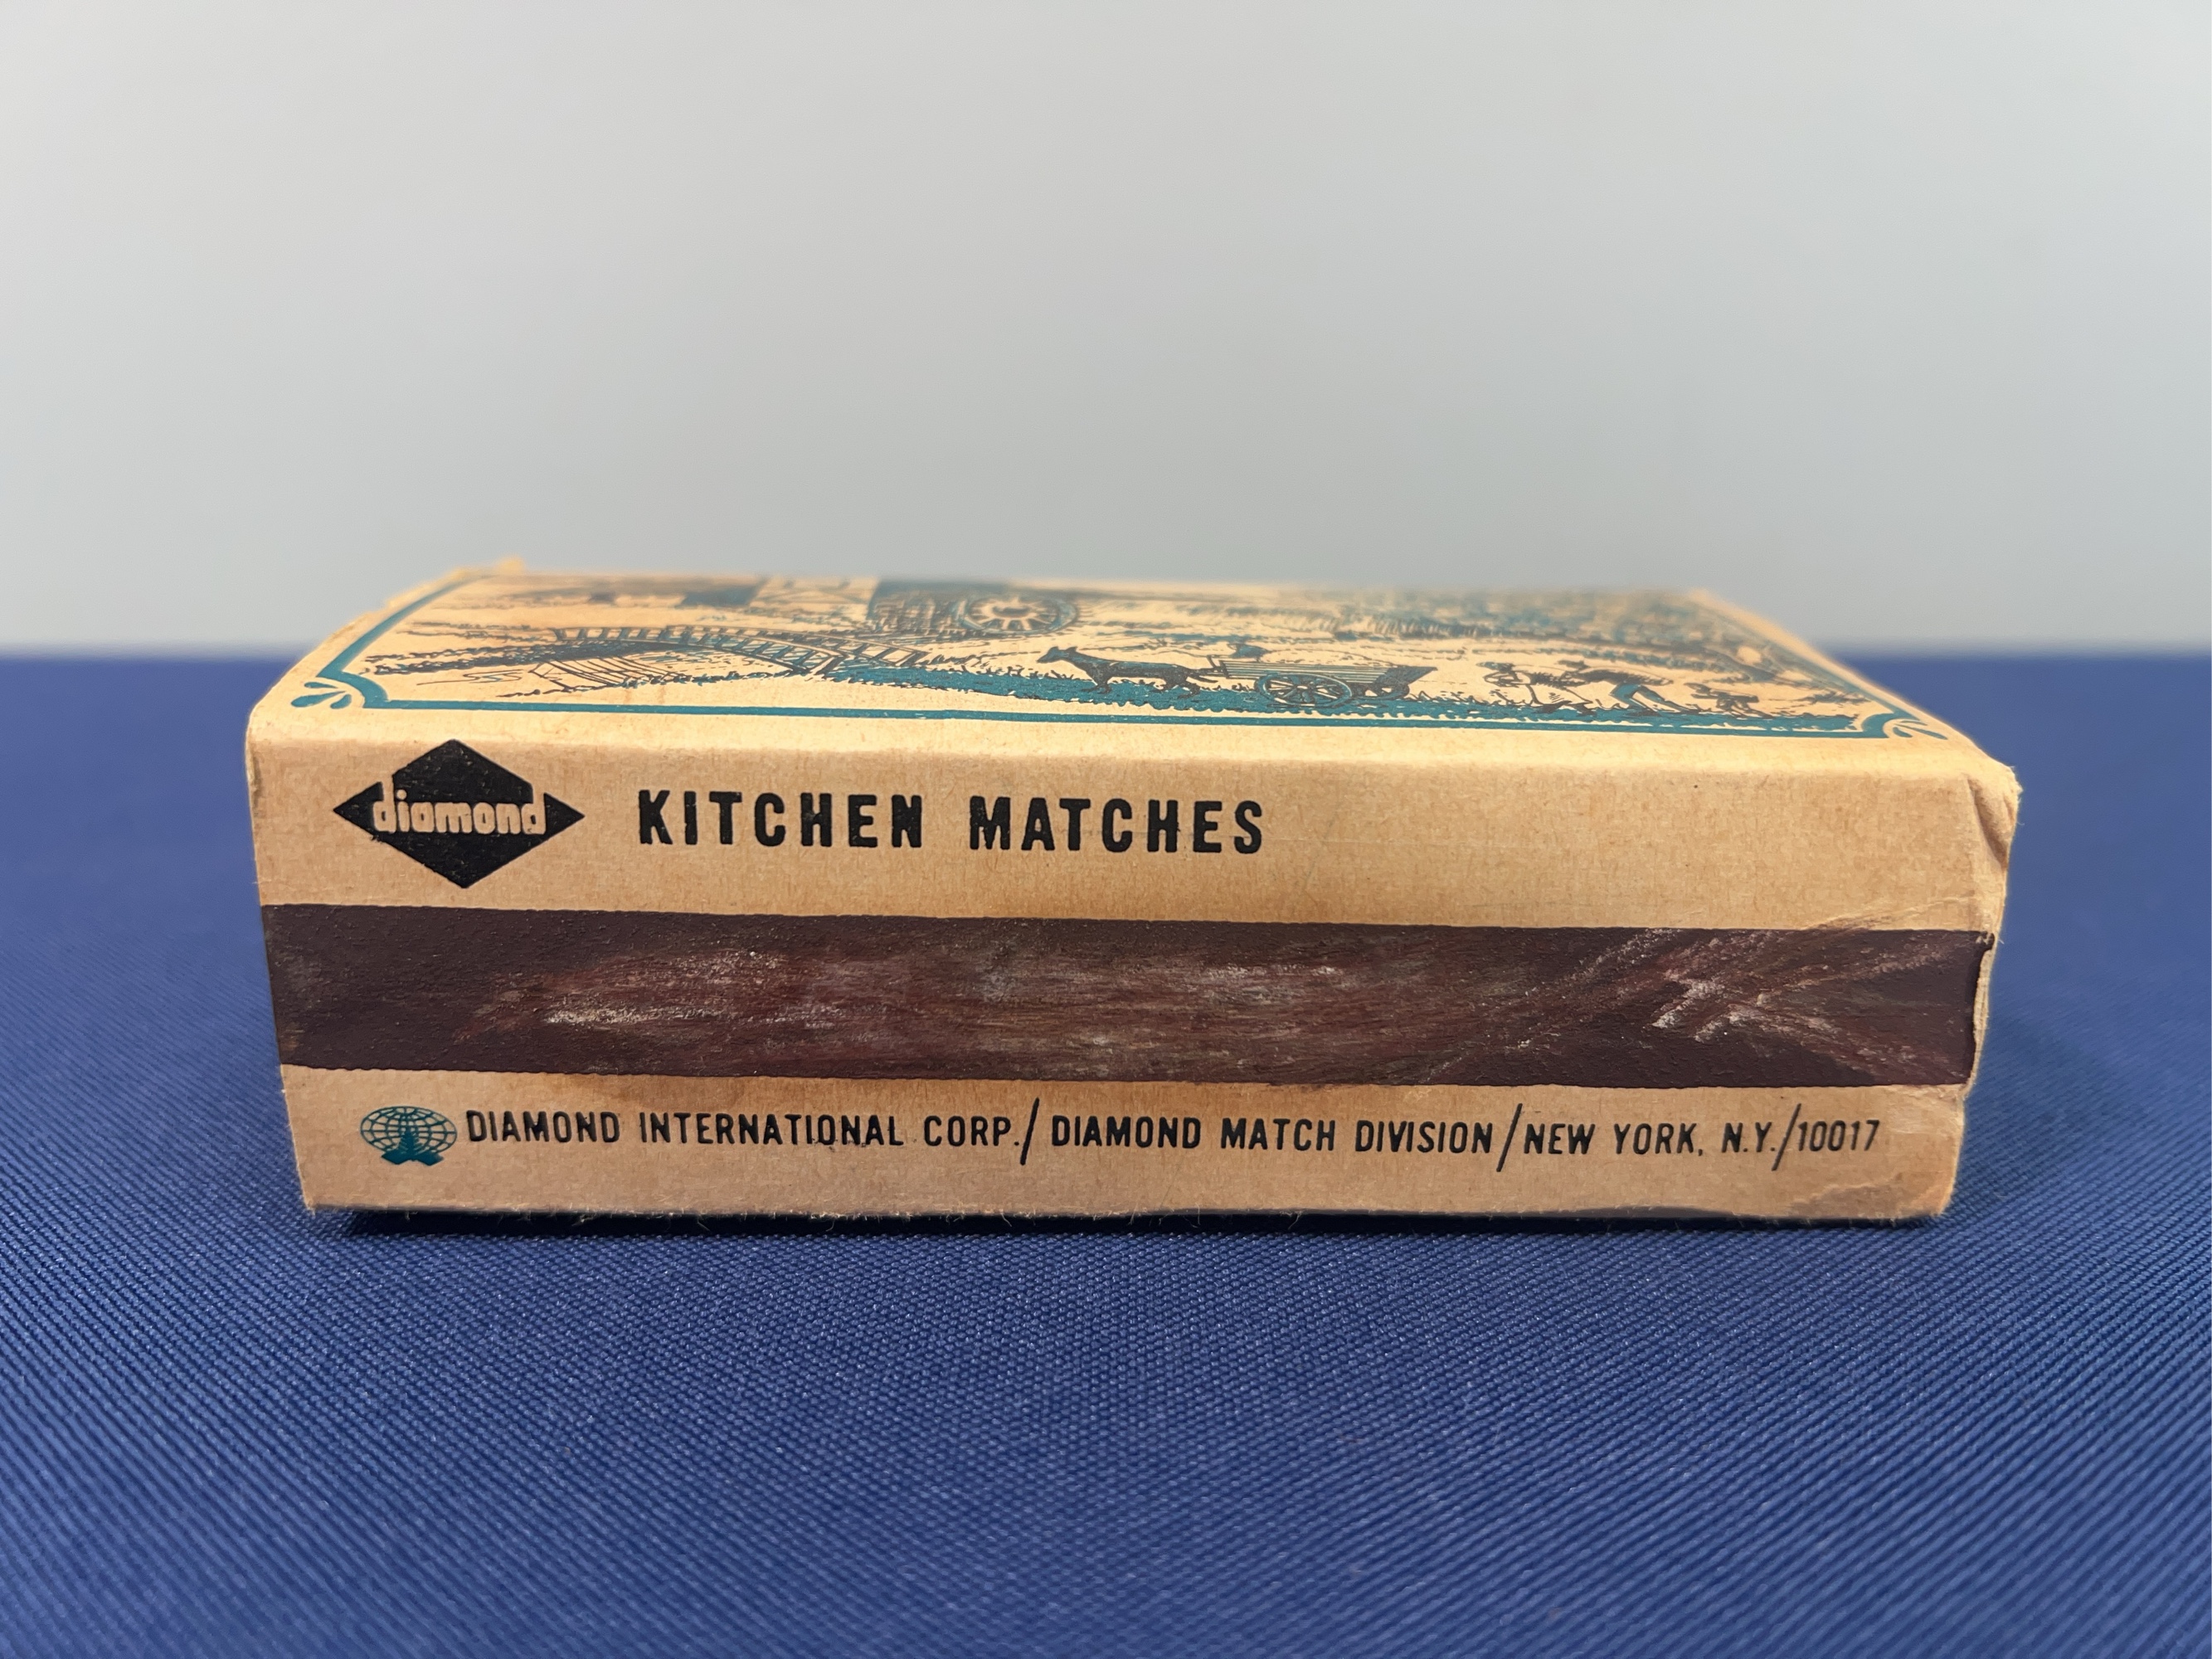 diamond KITCHEN MATCHES
DIAMOND INTERNATIONAL CORP./DIAMOND MATCH DIVISION/NEW YORK, N.Y./10017